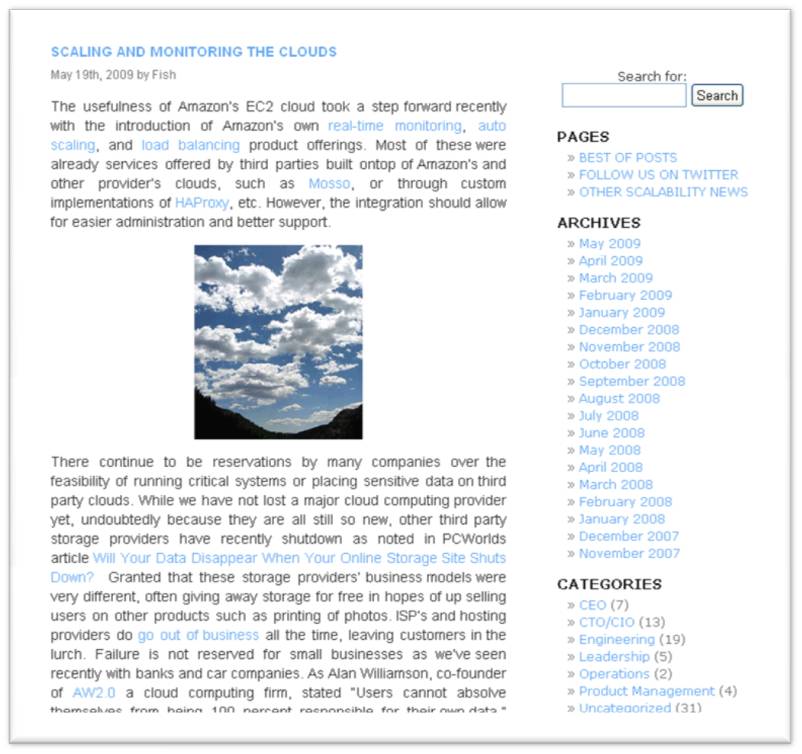 SCALING AND MONITORING THE CLOUDS
May 19th, 2009 by Fish
The usefulness of Amazon's EC2 cloud took a step forward recently
with the introduction of Amazon's own real-time monitoring, auto
scaling, and load balancing product offerings. Most of these were
already services offered by third parties built ontop of Amazon's and
other provider's clouds, such as Mosso, or through custom
implementations of HAProxy, etc. However, the integration should allow
for easier administration and better support.
There continue to be reservations by many companies over the
feasibility of running critical systems or placing sensitive data on third
party clouds. While we have not lost a major cloud computing provider
yet, undoubtedly because they are all still so new, other third party
storage providers have recently shutdown as noted in PCWorlds
article Will Your Data Disappear When Your Online Storage Site Shuts
Down? Granted that these storage providers' business models were
very different, often giving away storage for free in hopes of up selling
users on other products such as printing of photos. ISP's and hosting
providers do go out of business all the time, leaving customers in the
lurch. Failure is not reserved for small businesses as we've seen
recently with banks and car companies. As Alan Williamson, co-founder
of AW2.0 a cloud computing firm, stated "Users cannot absolve
themselves from being 100 percent responsible for their own data."
Search for:
Search
PAGES
» BEST OF POSTS
» FOLLOW US ON TWITTER
» OTHER SCALABILITY NEWS
ARCHIVES
» May 2009
» April 2009
» March 2009
» February 2009
» January 2009
» December 2008
» November 2008
» October 2008
» September 2008
» August 2008
» July 2008
» June 2008
» May 2008
» April 2008
» March 2008
» February 2008
» January 2008
» December 2007
» November 2007
CATEGORIES
» CEO (7)
» CTO/CIO (13)
» Engineering (19)
» Leadership (5)
» Operations (2)
» Product Management (4)
» Uncategorized (31)